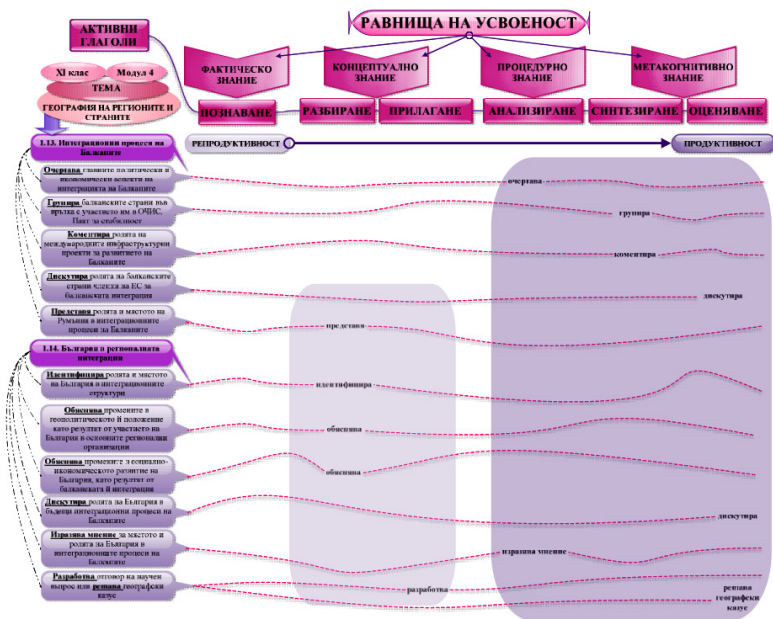 РАВНИЩА НА УСВОЕНОСТ
АКТИВНИ
ГЛАГОЛИ
ФАКТИЧЕСКО
ЗНАНИЕ
КОНЦЕПТУАЛНО
ЗНАНИЕ
ПРОЦЕДУРНО
ЗНАНИЕ
МЕТАКОГНИТИВНО
ЗНАНИЕ
XI клас
Модул 4
ТЕМА
ГЕОГРАФИЯ НА РЕГИОНИТЕ И
СТРАНИТЕ
ПОЗНАВАНЕ
РАЗБИРАНЕ
ПРИЛАГАНЕ
АНАЛИЗИРАНЕ
СИНТЕЗИРАНЕ
ОЦЕНЯВАНЕ
1.13. Интеграционни процеси на
Балканите
РЕПРОДУКТИВНОСТ
ПРОДУКТИВНОСТ
Очертава главните политически и
икономически аспекти на
интеграцията на Балканите
очертава
Групира балканските страни във
връзка с участието им в ОЧИС,
Пакт за стабилност
групира
Коментира ролята на
международните инфраструктурни
проекти за развитието на
Балканите
коментира
Дискутира ролята на балканските
страни членки на ЕС за
балканската интеграция
дискутира
Представя ролята и мястото на
Румъния в интеграционните
процеси на Балканите
представя
1.14. България в регионалната
интеграция
Идентифицира ролята и мястото
на България в интеграционните
структури
идентифицира
Обяснява промените в
геополитическото й положение
като резултат от участието на
България в основните регионални
организации
обяснява
Обяснява промените в социално-
икономическото развитие на
България, като резултат от
балканската й интеграция
обяснява
Дискутира ролята на България в
бъдещи интеграционни процеси на
Балканите
дискутира
Изразява мнение за мястото и
ролята на България в
интеграционните процеси на
Балканите
изразява мнение
Разработка отговор на научен
въпрос или решава географски
казус
разработка
решава
географски
казус